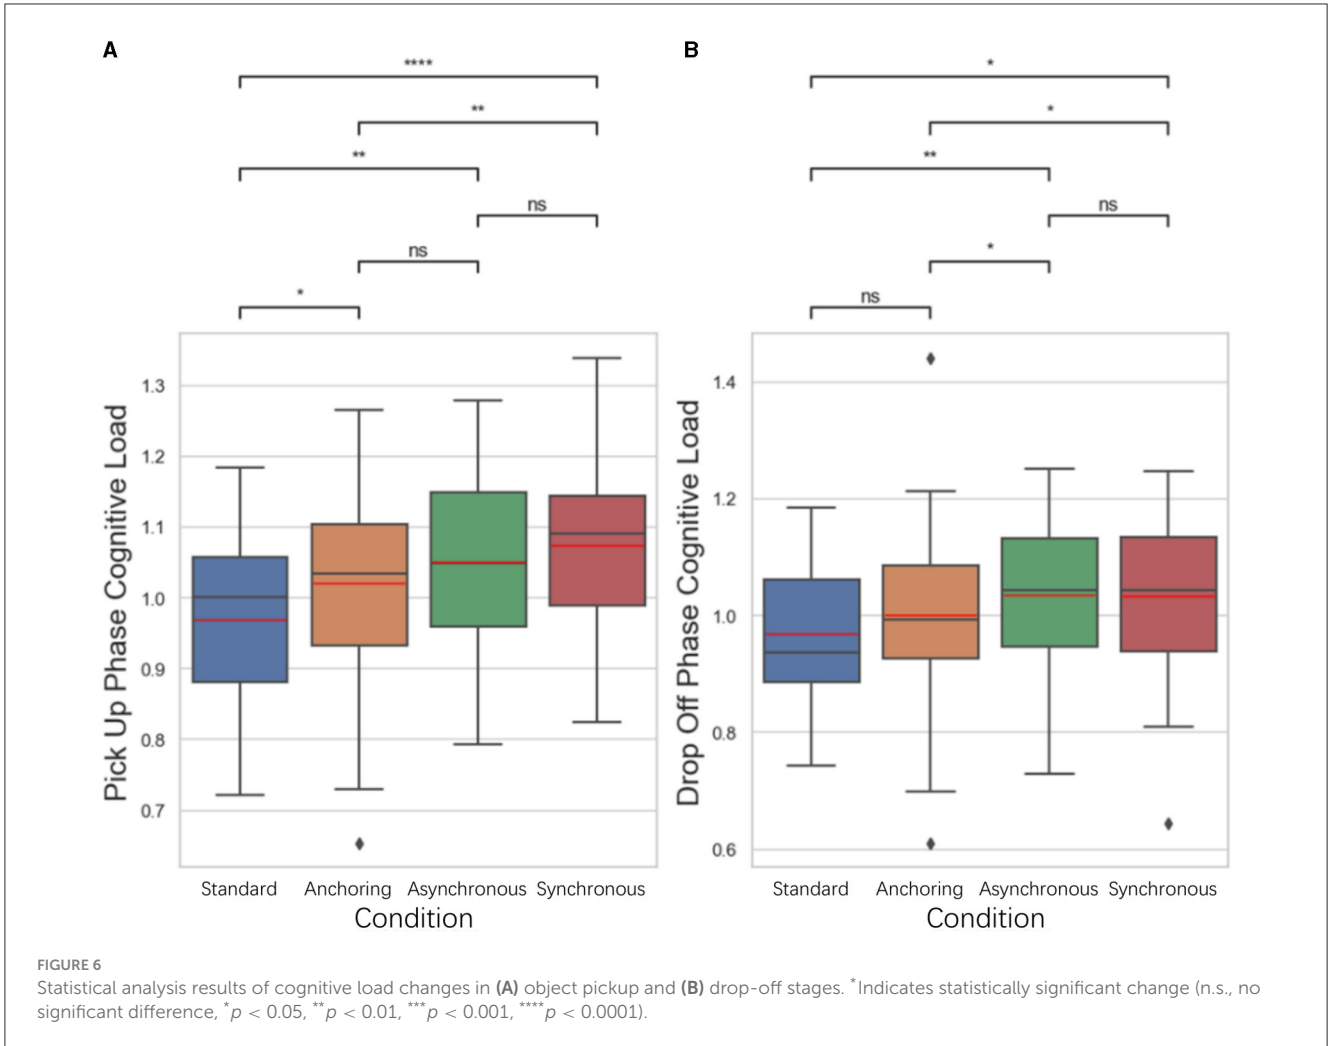 A
B
****
*
**
*
**
**
ns
ns
ns
*
*
ns
1.3
1.2
1.1
1.0
0.9
0.8
0.7
Pick Up Phase Cognitive Load
1.4
1.2
1.0
0.8
0.6
Drop Off Phase Cognitive Load
Standard Anchoring Asynchronous Synchronous
Standard Anchoring Asynchronous Synchronous
Condition
Condition
FIGURE 6
Statistical analysis results of cognitive load changes in (A) object pickup and (B) drop-off stages. *Indicates statistically significant change (n.s., no
significant difference, *p < 0.05, **p < 0.01, ***p < 0.001, ****p < 0.0001).